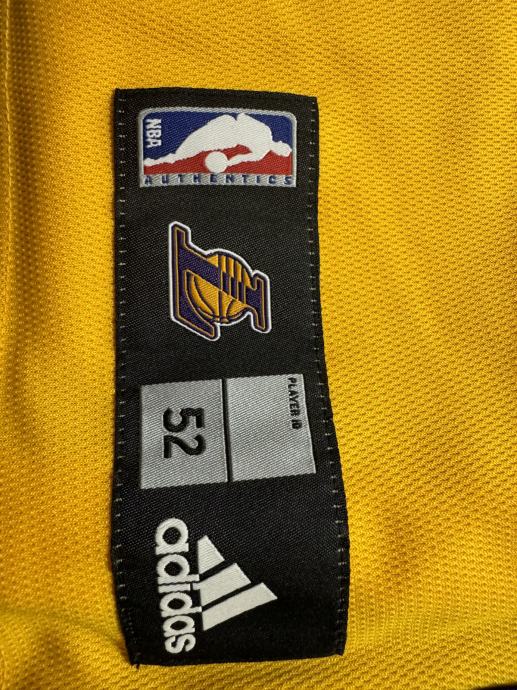 NBA
AUTHENTICS
PLAYER ID
52
adidas